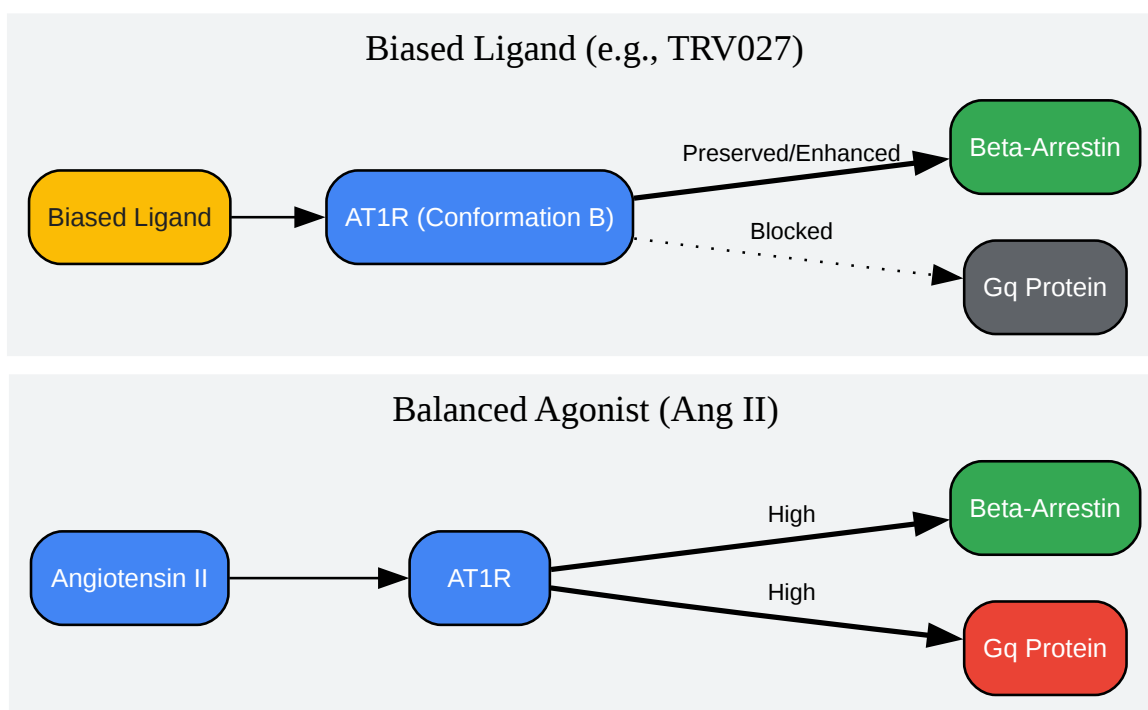 Biased Ligand (e.g., TRV027)
Biased Ligand
AT1R (Conformation B)
Preserved/Enhanced
Beta-Arrestin
Blocked
Gq Protein
Balanced Agonist (Ang II)
Angiotensin II
AT1R
High
Beta-Arrestin
High
Gq Protein